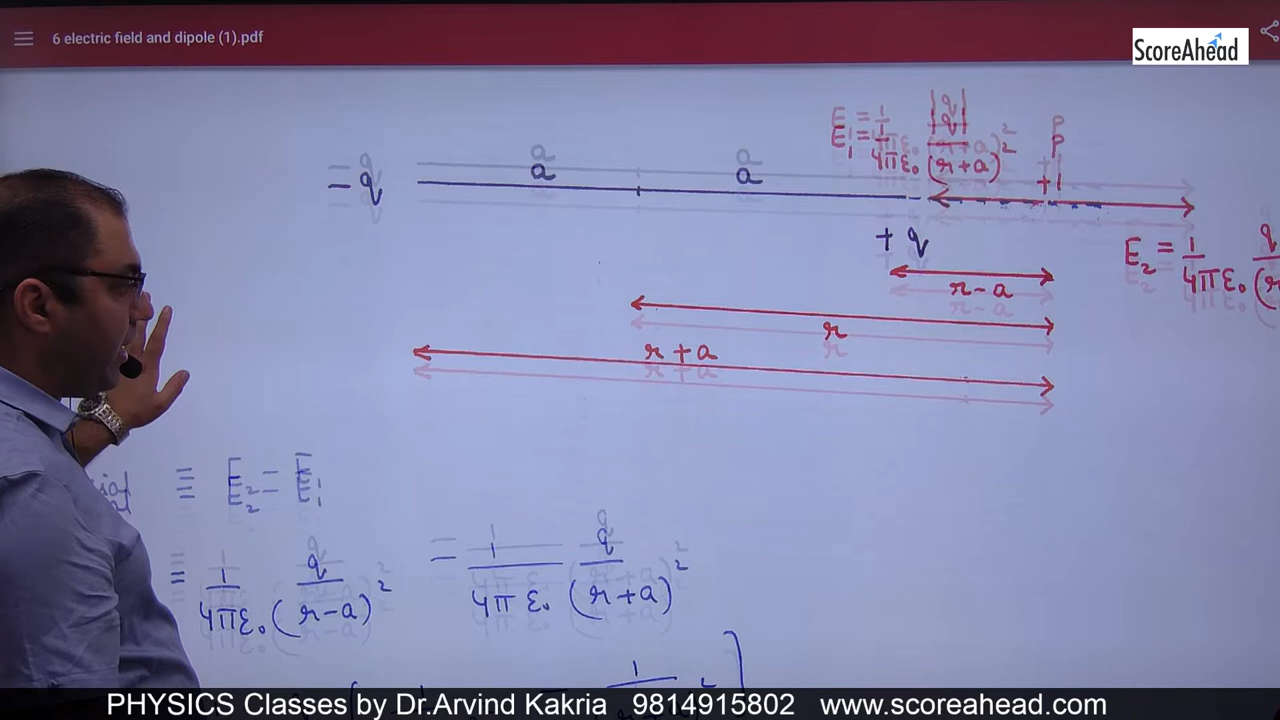 6 electric field and dipole (1).pdf
ScoreAhead
E₁ = 1/4πε₀ |q|/(r+a)²
P
+1
a a
- q
+ q
E₂ = 1/4πε₀ q
r-a
r
r+a
≡ E₂ - E₁
= 1/4πε₀ q/(r-a)² - 1/4πε₀ q/(r+a)²
PHYSICS Classes by Dr.Arvind Kakria 9814915802 www.scoreahead.com